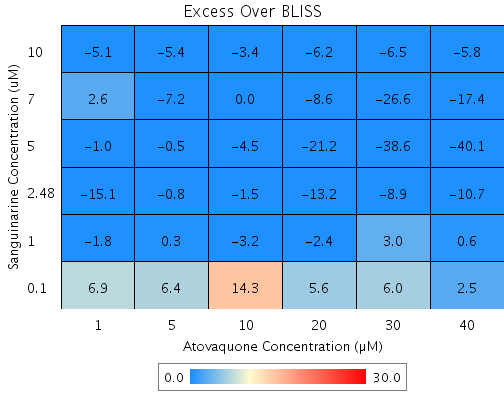 Excess Over BLISS
Sanguinarine Concentration (uM)
10 −5.1 −5.4 −3.4 −6.2 −6.5 −5.8
7 2.6 −7.2 0.0 −8.6 −26.6 −17.4
5 −1.0 −0.5 −4.5 −21.2 −38.6 −40.1
2.48 −15.1 −0.8 −1.5 −13.2 −8.9 −10.7
1 −1.8 0.3 −3.2 −2.4 3.0 0.6
0.1 6.9 6.4 14.3 5.6 6.0 2.5
1 5 10 20 30 40
Atovaquone Concentration (μM)
0.0 30.0